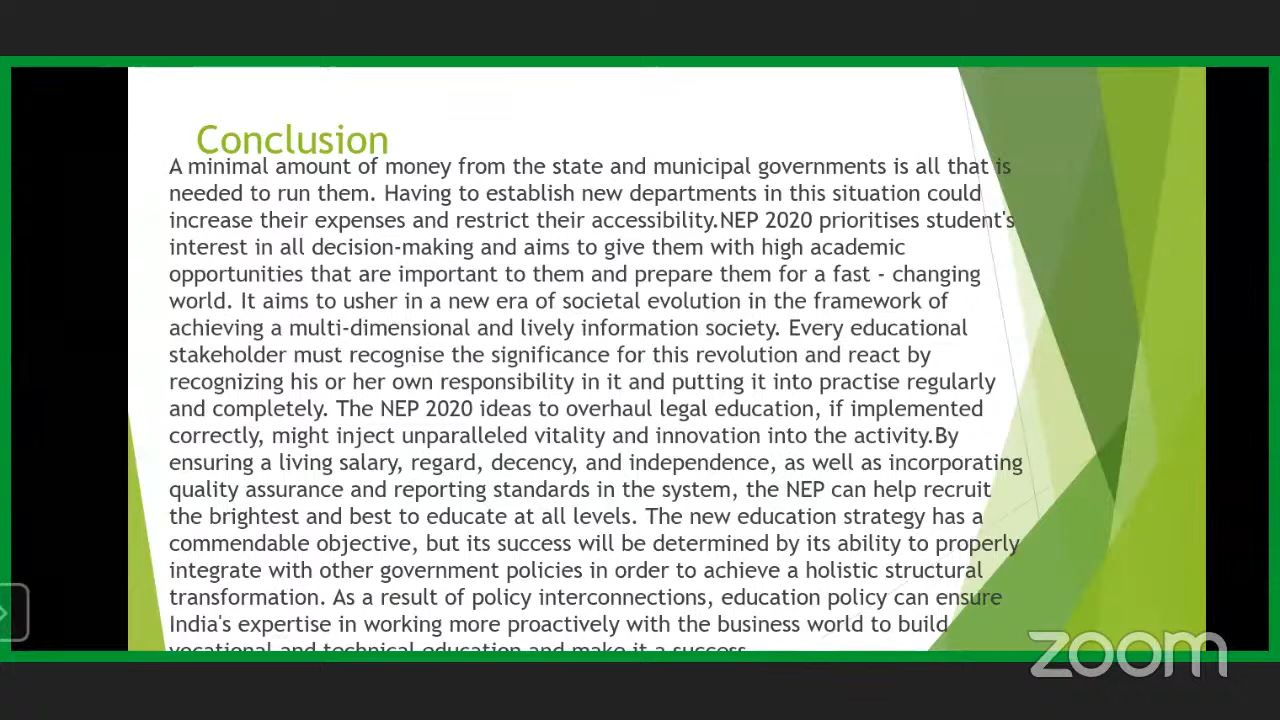 Conclusion
A minimal amount of money from the state and municipal governments is all that is
needed to run them. Having to establish new departments in this situation could
increase their expenses and restrict their accessibility.NEP 2020 prioritises student's
interest in all decision-making and aims to give them with high academic
opportunities that are important to them and prepare them for a fast - changing
world. It aims to usher in a new era of societal evolution in the framework of
achieving a multi-dimensional and lively information society. Every educational
stakeholder must recognise the significance for this revolution and react by
recognizing his or her own responsibility in it and putting it into practise regularly
and completely. The NEP 2020 ideas to overhaul legal education, if implemented
correctly, might inject unparalleled vitality and innovation into the activity.By
ensuring a living salary, regard, decency, and independence, as well as incorporating
quality assurance and reporting standards in the system, the NEP can help recruit
the brightest and best to educate at all levels. The new education strategy has a
commendable objective, but its success will be determined by its ability to properly
integrate with other government policies in order to achieve a holistic structural
transformation. As a result of policy interconnections, education policy can ensure
India's expertise in working more proactively with the business world to build
vocational and technical education and make it a success.
zoom